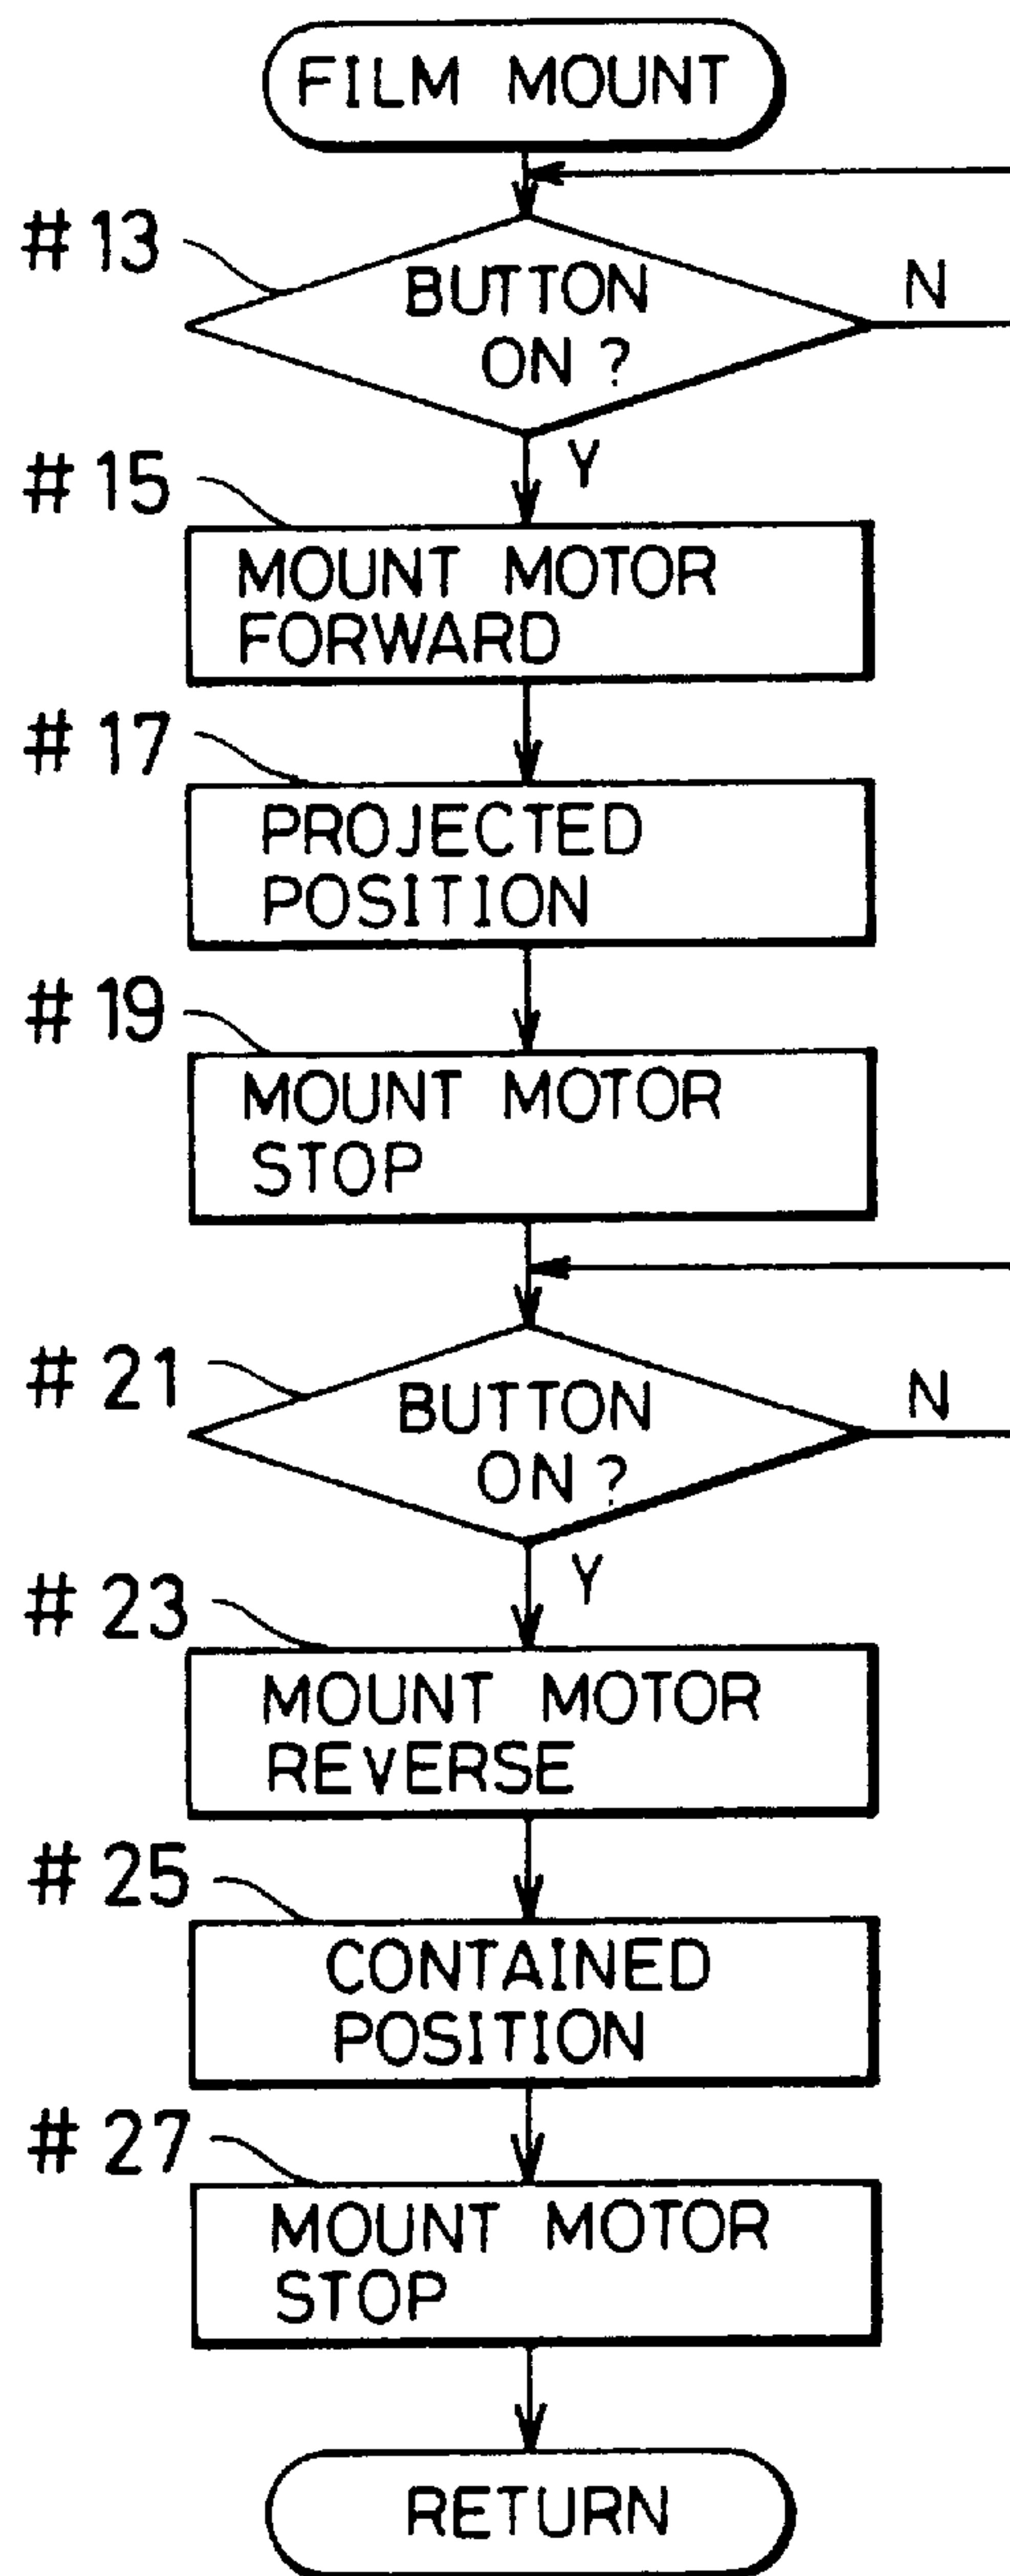 FILM MOUNT
#13
BUTTON
ON?
N
Y
#15
MOUNT MOTOR
FORWARD
#17
PROJECTED
POSITION
#19
MOUNT MOTOR
STOP
#21
BUTTON
ON?
N
Y
#23
MOUNT MOTOR
REVERSE
#25
CONTAINED
POSITION
#27
MOUNT MOTOR
STOP
RETURN